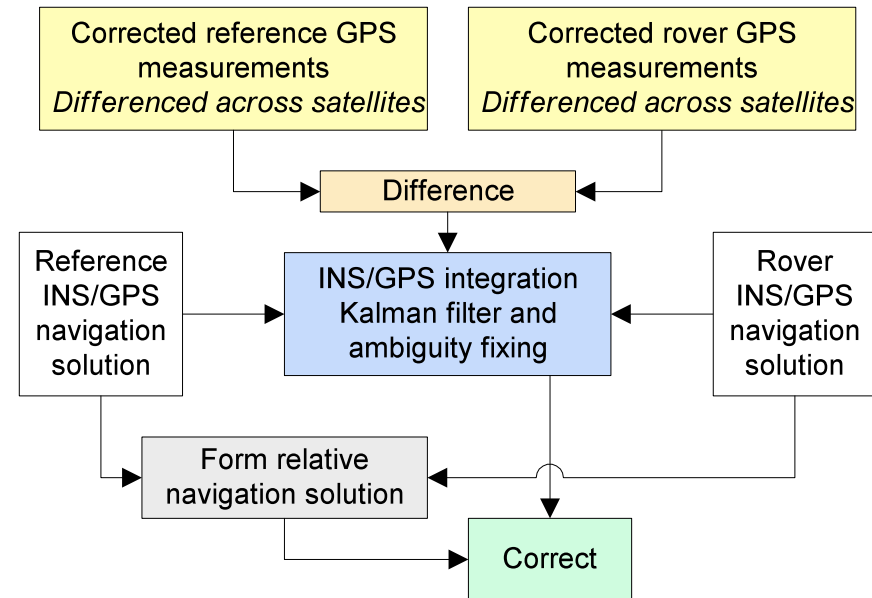 Corrected reference GPS
measurements
Differenced across satellites
Corrected rover GPS
measurements
Differenced across satellites
Difference
Reference
INS/GPS
navigation
solution
INS/GPS integration
Kalman filter and
ambiguity fixing
Rover
INS/GPS
navigation
solution
Form relative
navigation solution
Correct